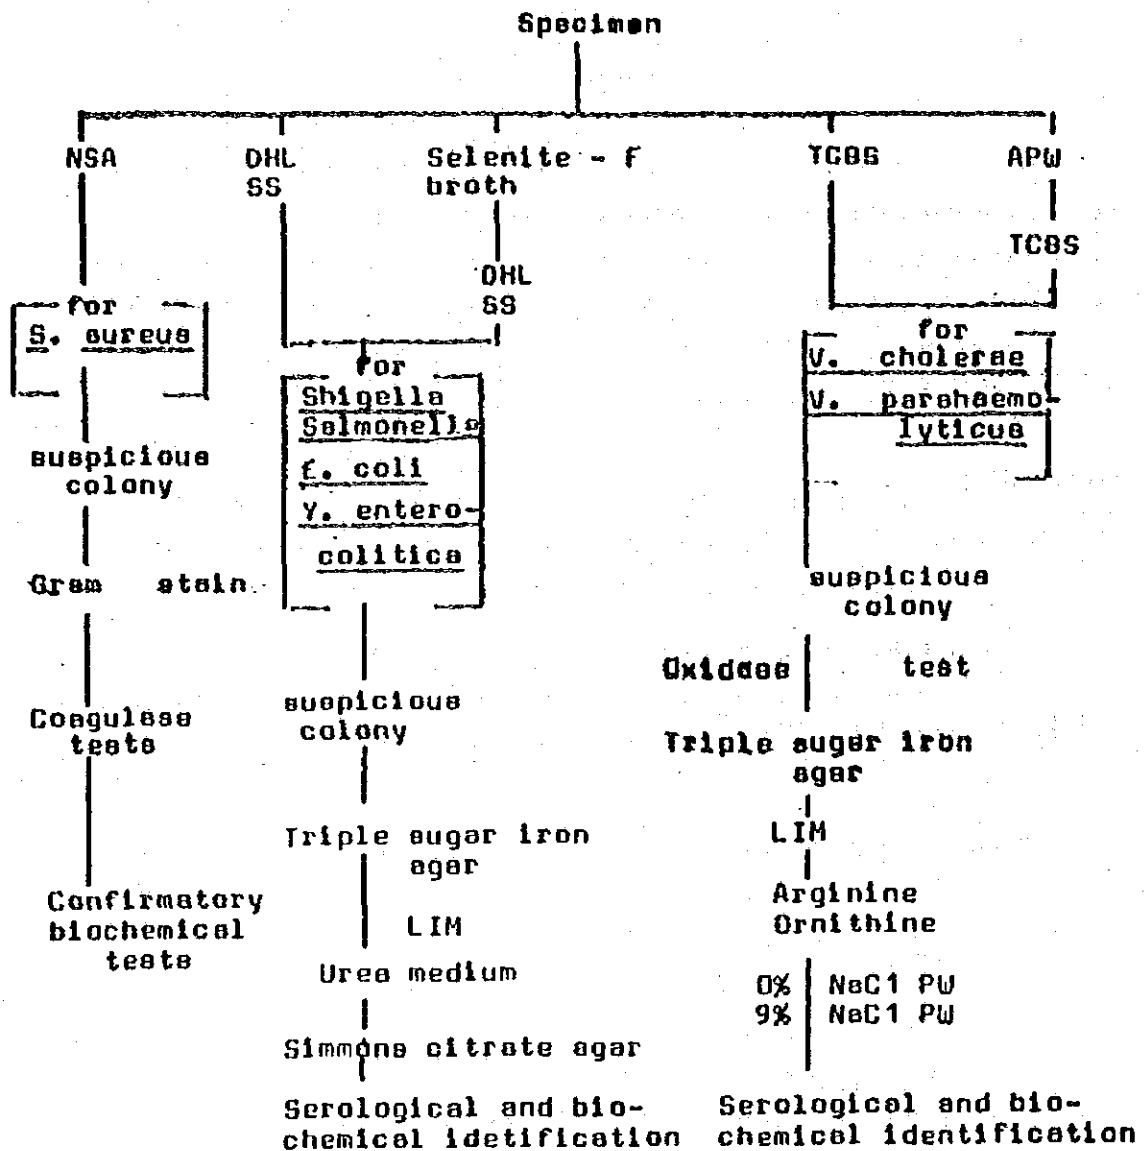 Specimen
NSA
DHL
SS
Selenite - f
broth
TCBS
APW
TCBS
DHL
SS
for
S. aureus
for
Shigella
Salmonella
E. coli
Y. entero-
colitica
for
V. cholerae
V. parahaemo-
lyticus
suspicious
colony
Gram stain
Coagulase
tests
Confirmatory
biochemical
tests
suspicious
colony
Triple sugar iron
agar
LIM
Urea medium
Simmons citrate agar
Serological and bio-
chemical idetification
suspicious
colony
Oxidase test
Triple sugar iron
agar
LIM
Arginine
Ornithine
0% NaCl PW
9% NaCl PW
Serological and bio-
chemical identification